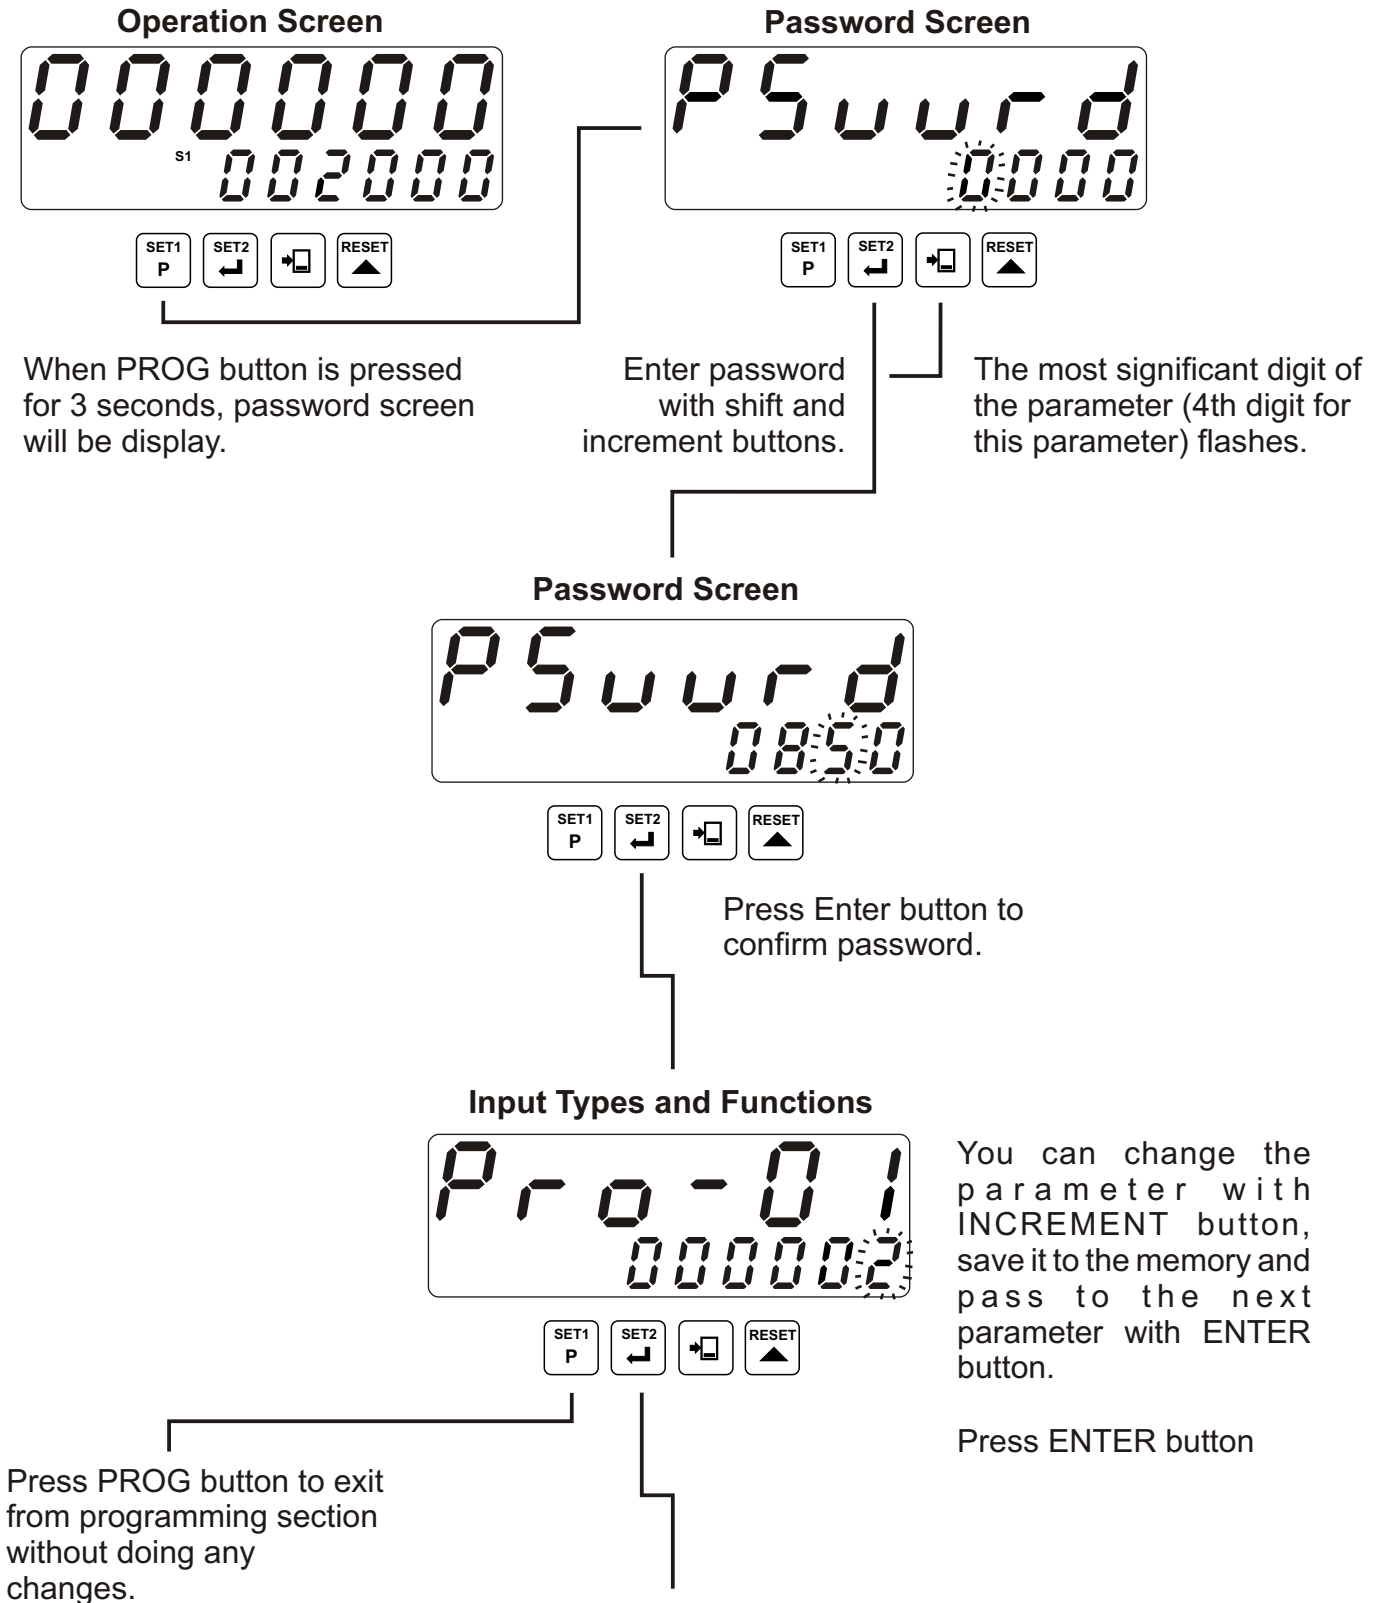 Operation Screen
000000
S1 002000
SET1 SET2 RESET
P
When PROG button is pressed
for 3 seconds, password screen
will be display.
Password Screen
PSuurd
0000
SET1 SET2 RESET
P
Enter password
with shift and
increment buttons.
The most significant digit of
the parameter (4th digit for
this parameter) flashes.
Password Screen
PSuurd
0850
SET1 SET2 RESET
P
Press Enter button to
confirm password.
Input Types and Functions
Pro-01
000002
SET1 SET2 RESET
P
You can change the
parameter with
INCREMENT button,
save it to the memory and
pass to the next
parameter with ENTER
button.
Press ENTER button
Press PROG button to exit
from programming section
without doing any
changes.